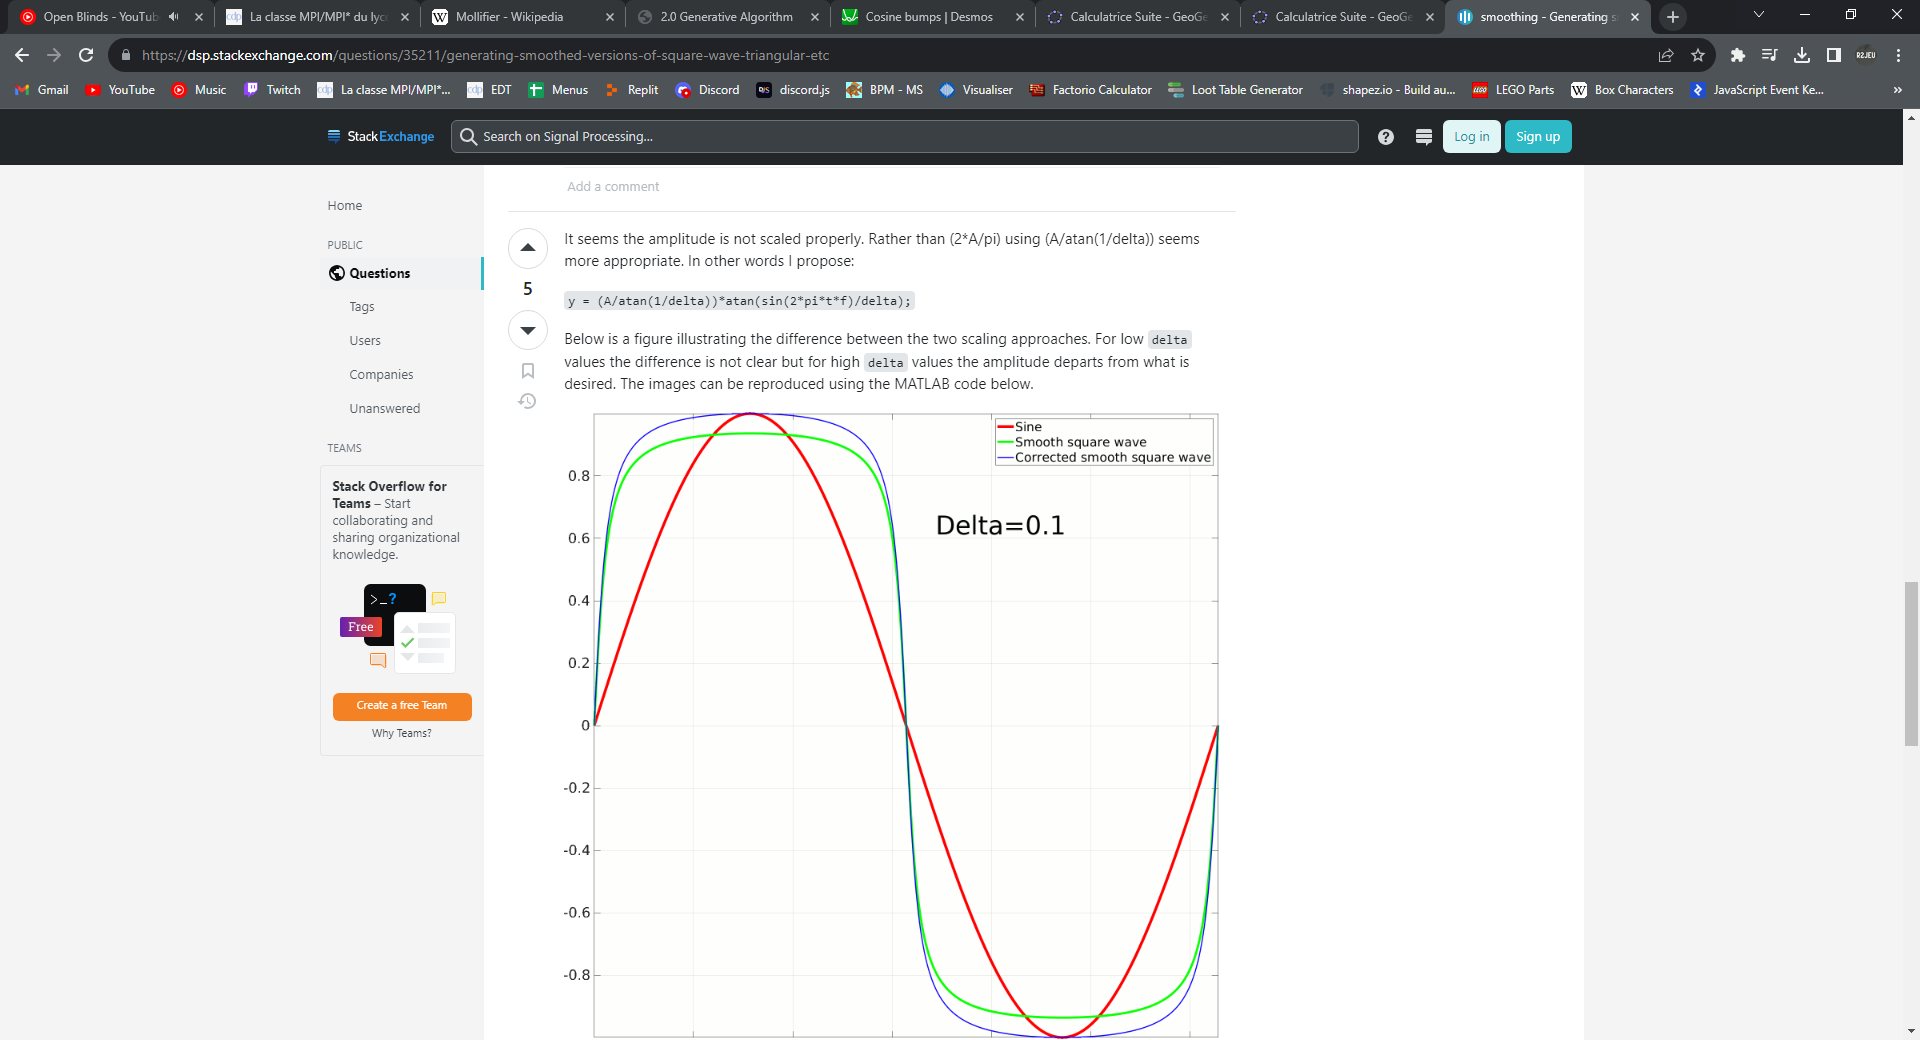 Open Blinds - YouTub
La classe MPI/MPI* du lyc
Mollifier - Wikipedia
2.0 Generative Algorithm
Cosine bumps | Desmos
Calculatrice Suite - GeoGe
Calculatrice Suite - GeoGe
smoothing - Generating s
https://dsp.stackexchange.com/questions/35211/generating-smoothed-versions-of-square-wave-triangular-etc
Gmail
YouTube
Music
Twitch
cdp
La classe MPI/MPI*...
cdp
EDT
Menus
Replit
Discord
DJS
discord.js
BPM - MS
Visualiser
Factorio Calculator
Loot Table Generator
shapez.io - Build au...
LEGO Parts
Box Characters
JavaScript Event Ke...
»
StackExchange
Search on Signal Processing...
Log in
Sign up
Home
PUBLIC
Questions
Tags
Users
Companies
Unanswered
TEAMS
Stack Overflow for
Teams – Start
collaborating and
sharing organizational
knowledge.
>_?
Free
Create a free Team
Why Teams?
Add a comment
5
It seems the amplitude is not scaled properly. Rather than (2*A/pi) using (A/atan(1/delta)) seems
more appropriate. In other words I propose:
y = (A/atan(1/delta))*atan(sin(2*pi*t*f)/delta);
Below is a figure illustrating the difference between the two scaling approaches. For low delta
values the difference is not clear but for high delta values the amplitude departs from what is
desired. The images can be reproduced using the MATLAB code below.
Sine
Smooth square wave
Corrected smooth square wave
Delta=0.1
0.8
0.6
0.4
0.2
0
-0.2
-0.4
-0.6
-0.8